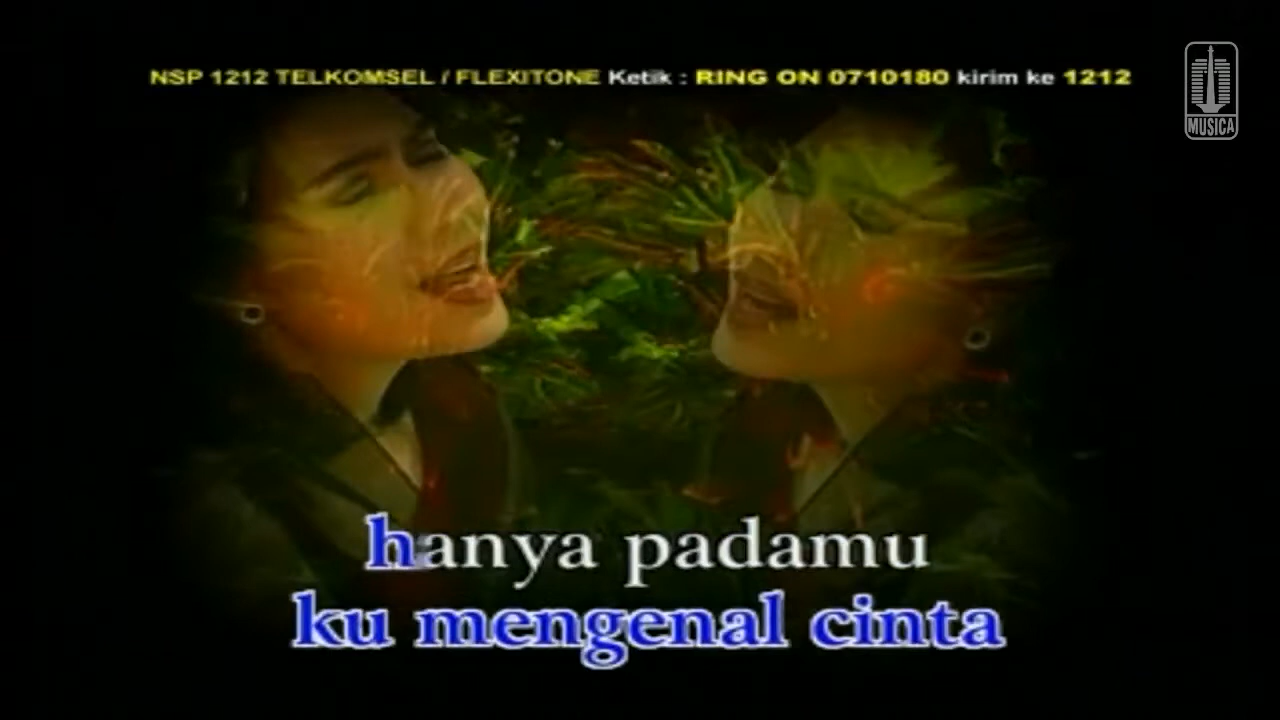 NSP 1212 TELKOMSEL / FLEXITONE Ketik : RING ON 0710180 kirim ke 1212
MUSICA
hanya padamu
ku mengenal cinta